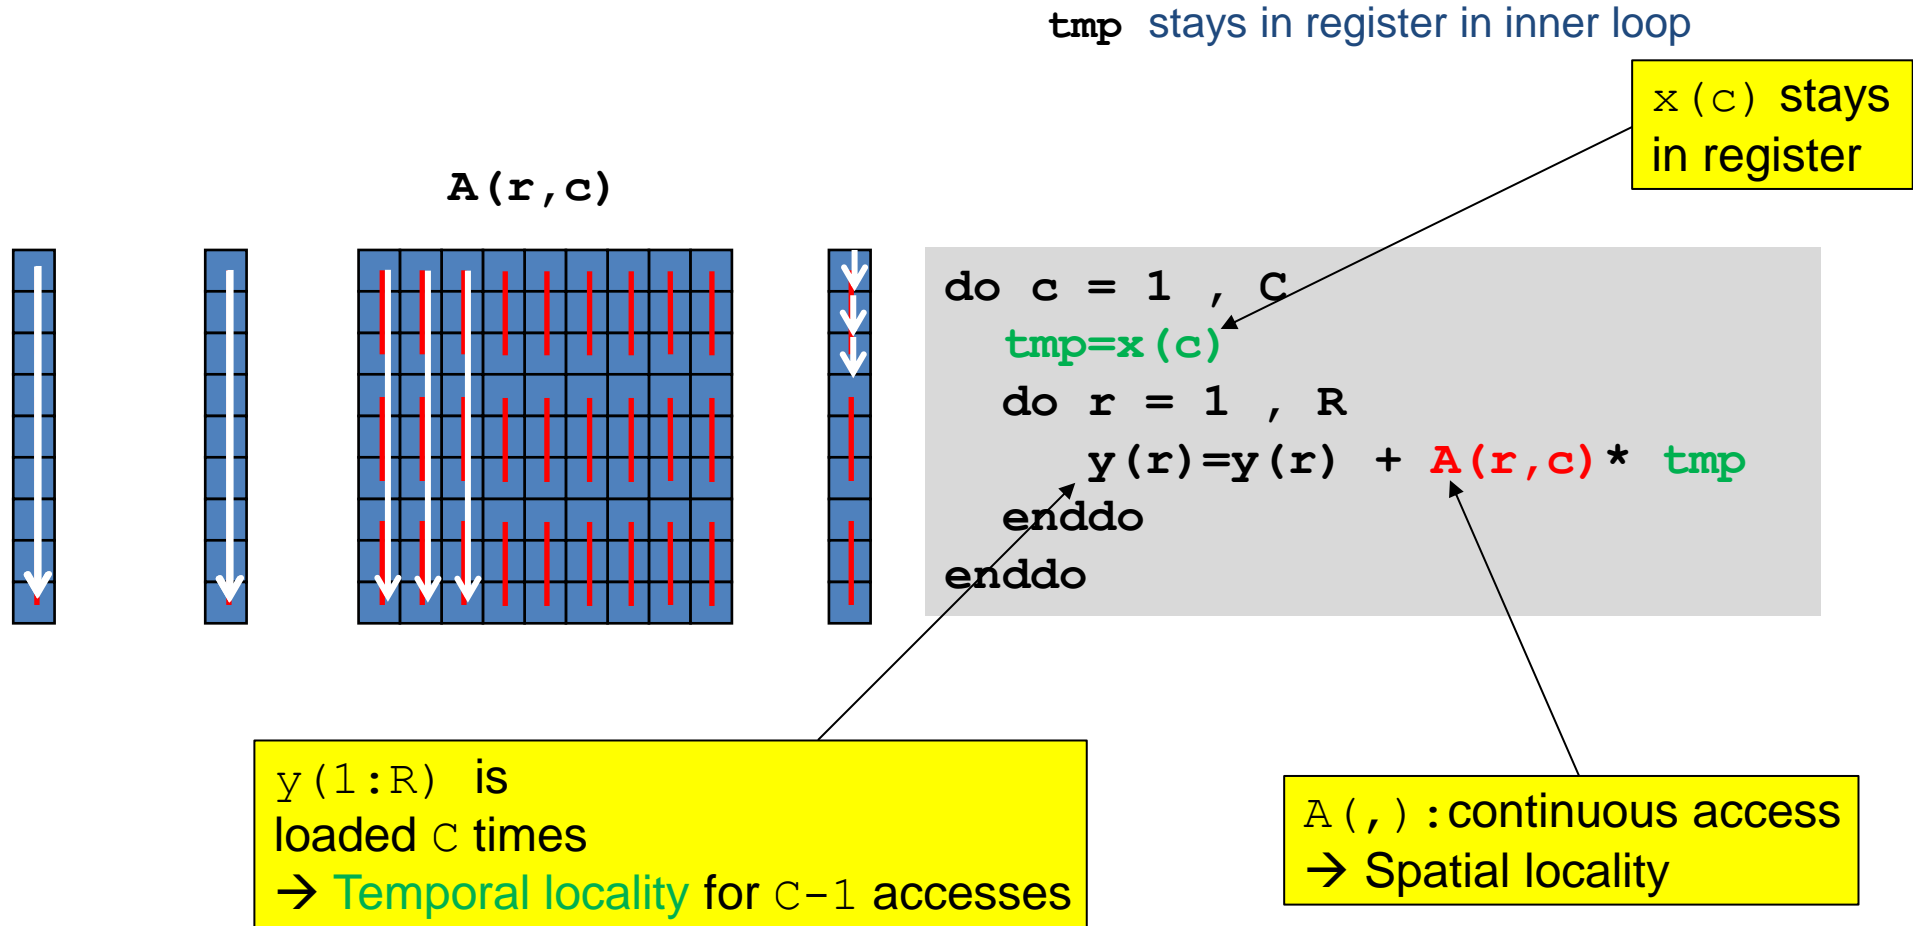 tmp stays in register in inner loop
x(c) stays
in register
A(r,c)
do c = 1 , C
tmp=x(c)
do r = 1 , R
y(r)=y(r) + A(r,c)* tmp
enddo
enddo
y(1:R) is
loaded C times
→ Temporal locality for C-1 accesses
A(,):continuous access
→ Spatial locality